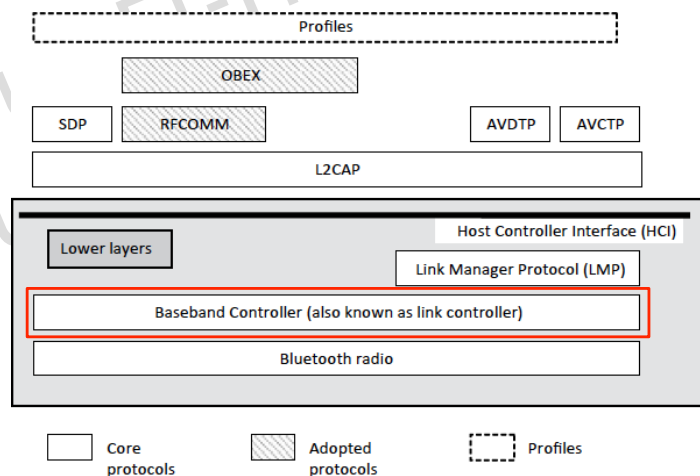 Profiles
OBEX
SDP
RFCOMM
AVDTP
AVCTP
L2CAP
Host Controller Interface (HCI)
Lower layers
Link Manager Protocol (LMP)
Baseband Controller (also known as link controller)
Bluetooth radio
Core
protocols
Adopted
protocols
Profiles